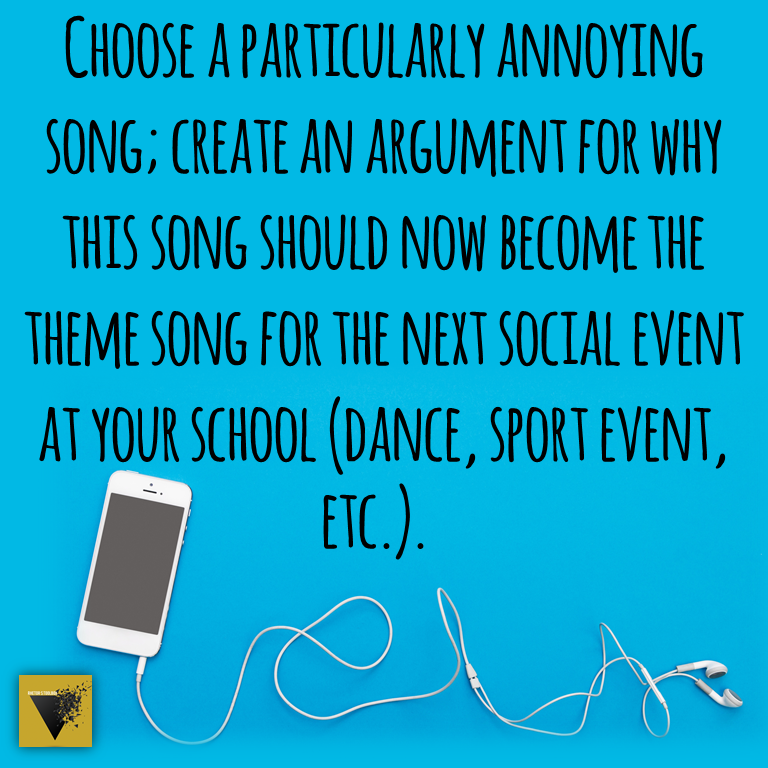 Choose a particularly annoying
song; create an argument for why
this song should now become the
theme song for the next social event
at your school (dance, sport event,
etc.).